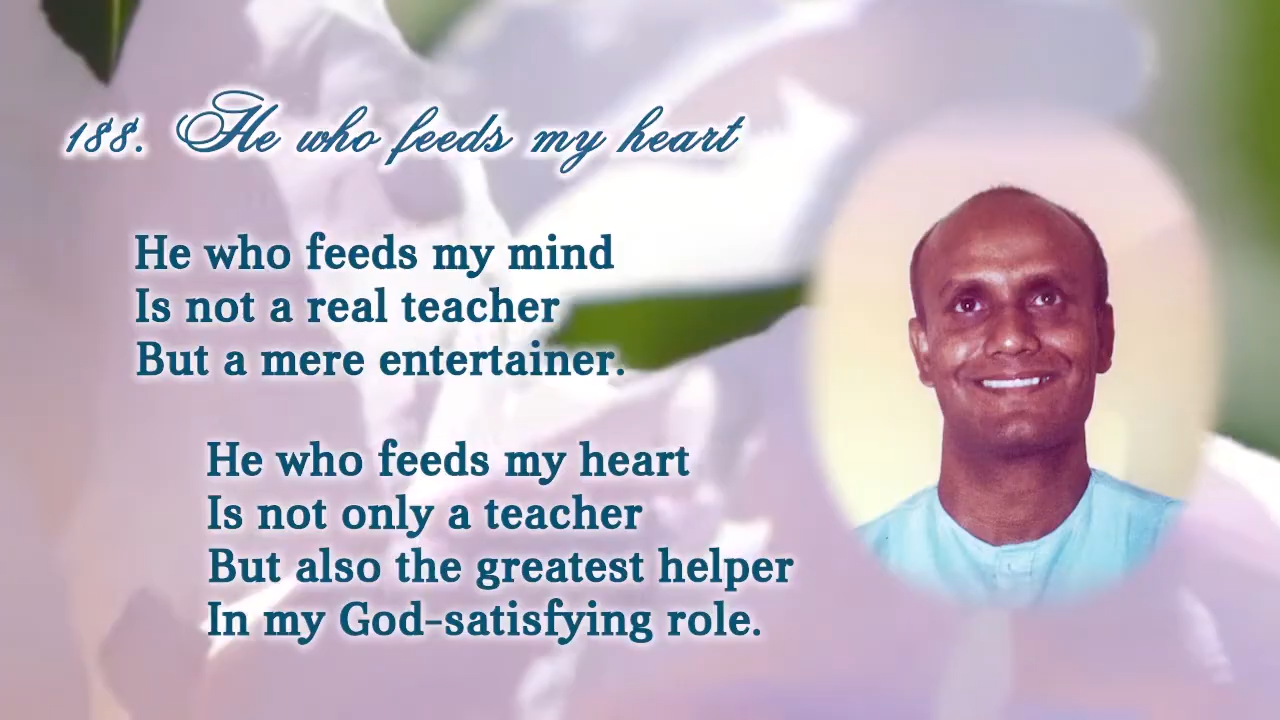 188. He who feeds my heart
He who feeds my mind
Is not a real teacher
But a mere entertainer.
He who feeds my heart
Is not only a teacher
But also the greatest helper
In my God-satisfying role.